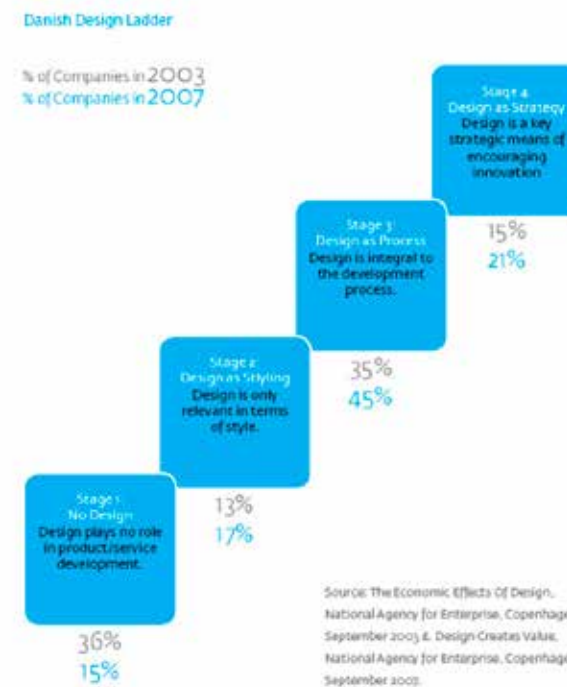 Danish Design Ladder
% of Companies in 2003
% of Companies in 2007
Stage 4:
Design as Strategy
Design is a key
strategic means of
encouraging
innovation
15%
21%
Stage 3:
Design as Process
Design is integral to
the development
process.
35%
45%
Stage 2:
Design as Styling
Design is only
relevant in terms
of style.
13%
17%
Stage 1:
No Design
Design plays no role
in product/service
development.
36%
15%
Source: The Economic Effects Of Design,
National Agency for Enterprise, Copenhage
September 2003 & Design Creates Value,
National Agency for Enterprise, Copenhage
September 2007.